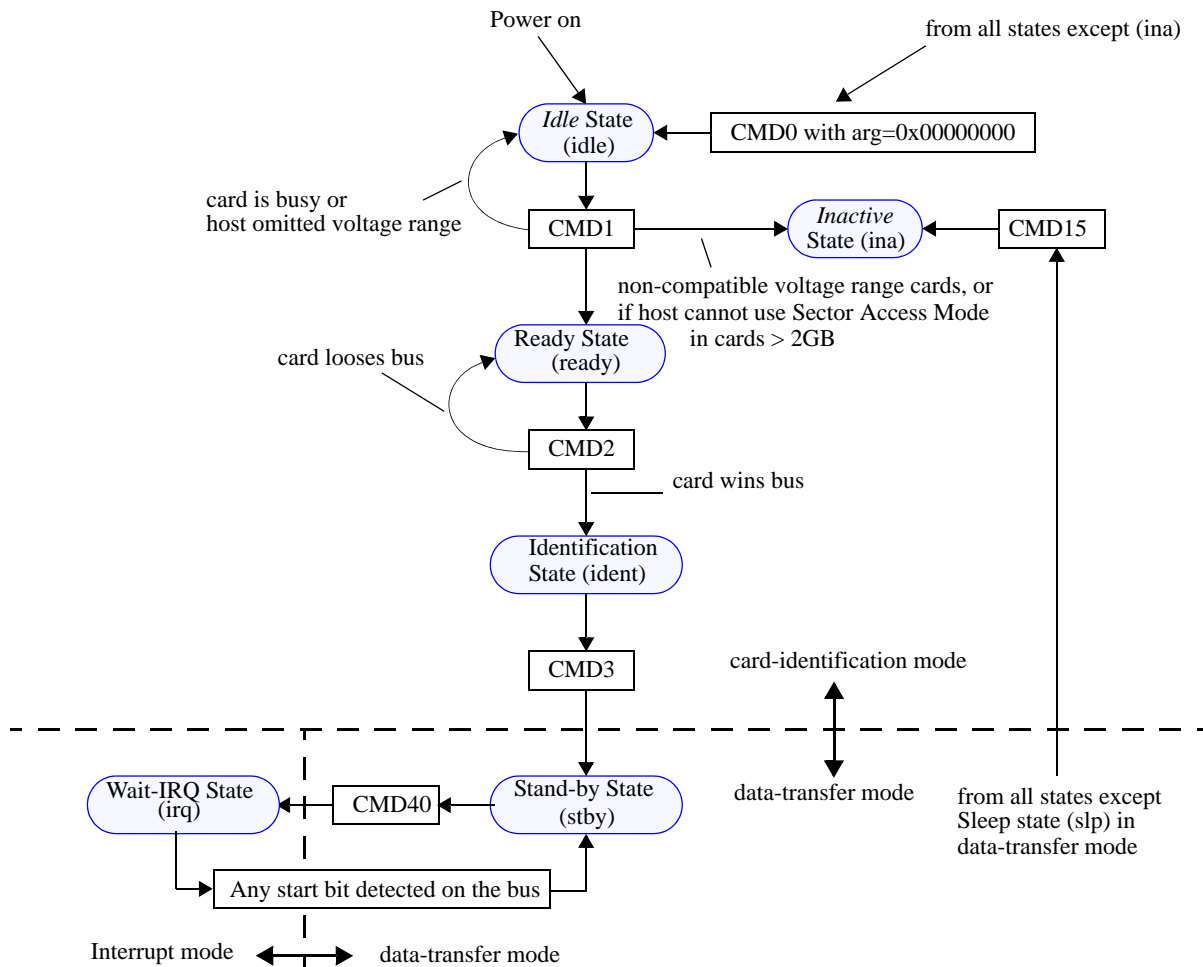 Power on
from all states except (ina)
Idle State
(idle)
CMD0 with arg=0x00000000
card is busy or
host omitted voltage range
CMD1
Inactive
State (ina)
CMD15
non-compatible voltage range cards, or
if host cannot use Sector Access Mode
in cards > 2GB
Ready State
(ready)
card looses bus
CMD2
card wins bus
Identification
State (ident)
CMD3
card-identification mode
data-transfer mode
Wait-IRQ State
(irq)
CMD40
Stand-by State
(stby)
from all states except
Sleep state (slp) in
data-transfer mode
Any start bit detected on the bus
Interrupt mode
data-transfer mode